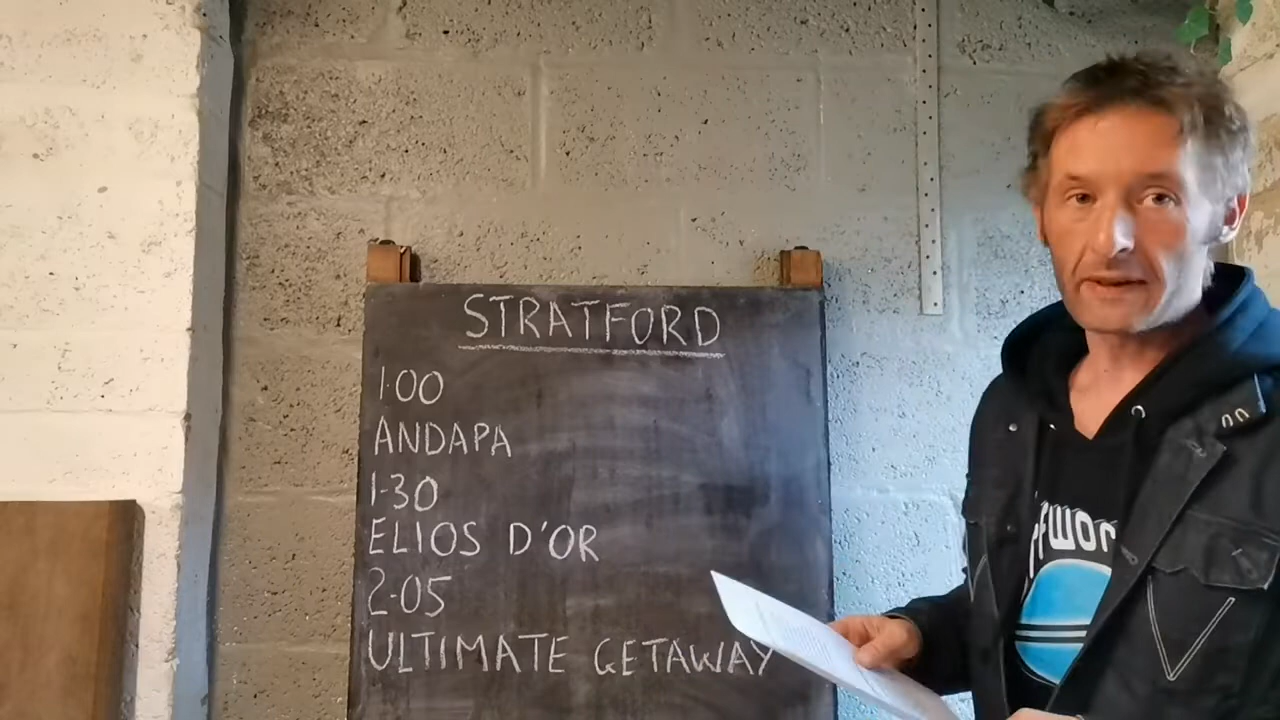 STRATFORD
1.00
ANDAPA
1.30
ELIOS D'OR
2.05
ULTIMATE GETAWAY